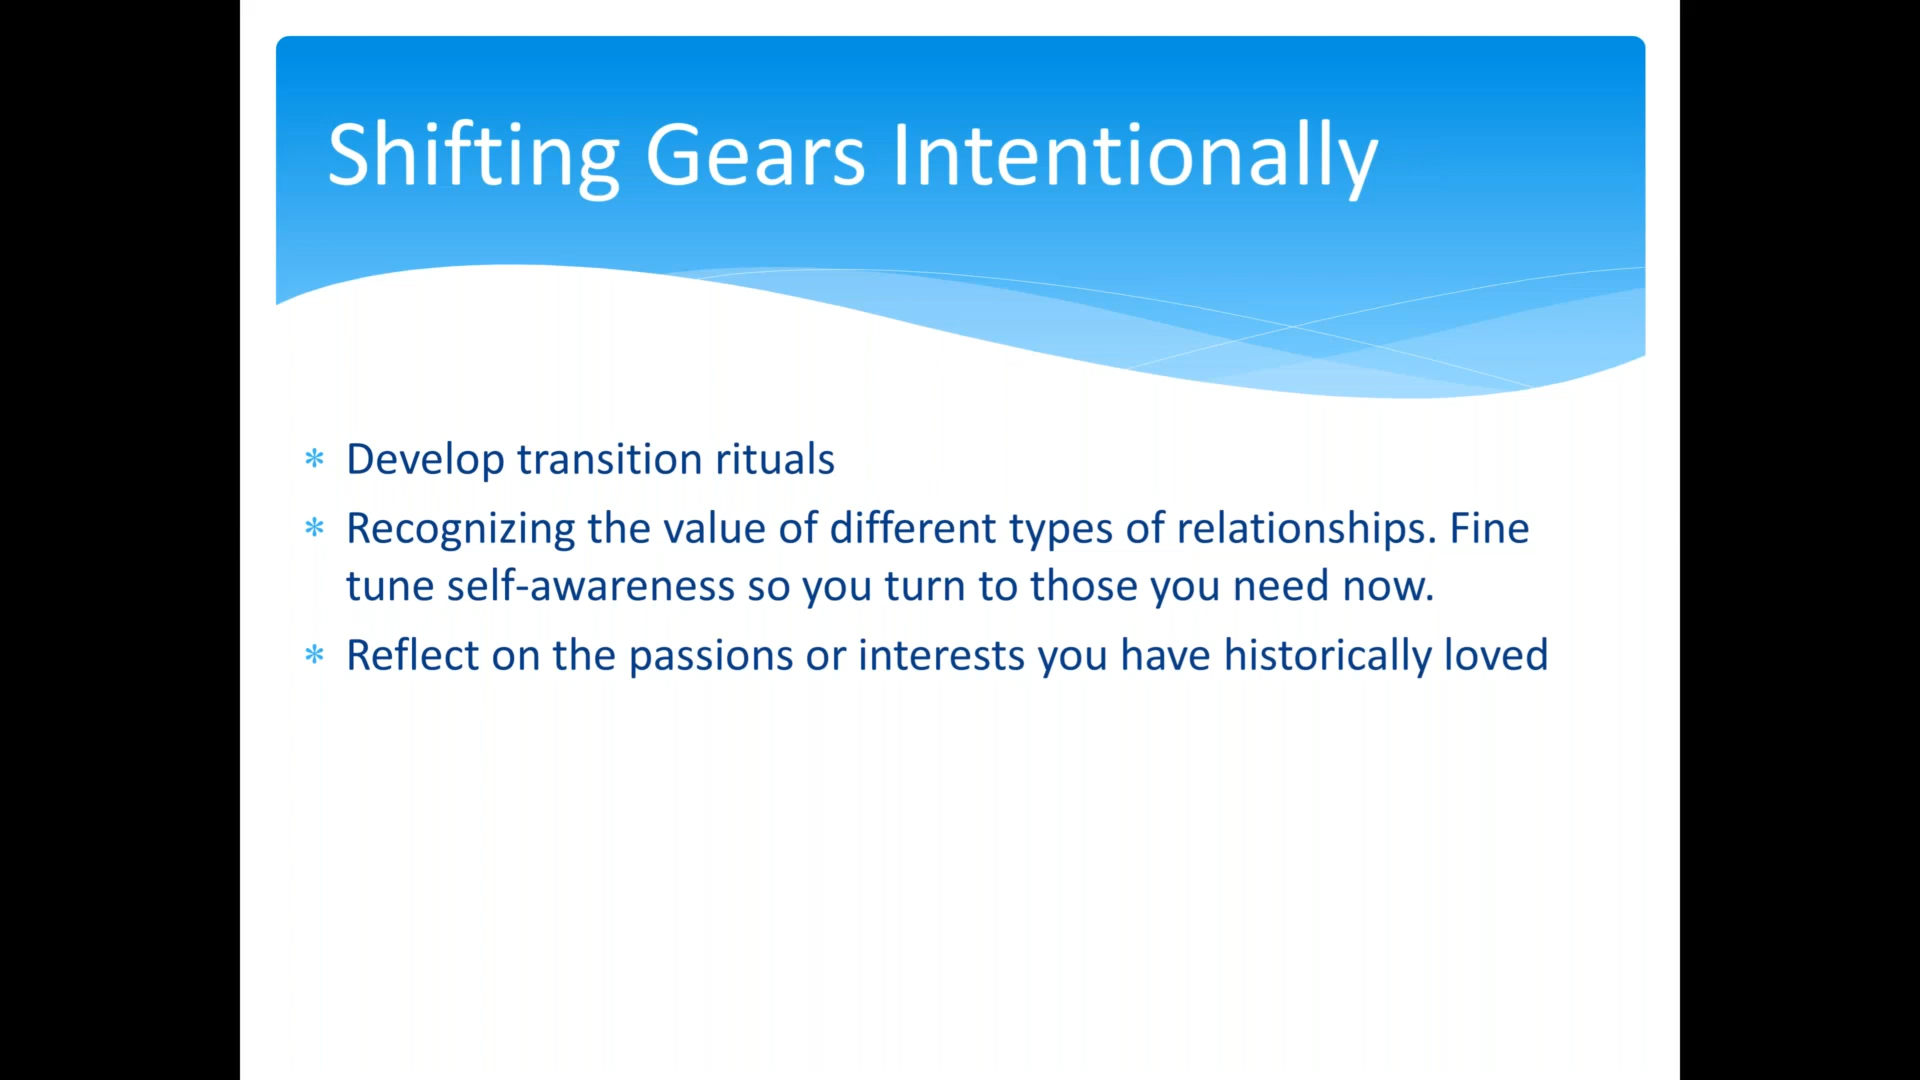 Shifting Gears Intentionally
* Develop transition rituals
* Recognizing the value of different types of relationships. Fine
tune self-awareness so you turn to those you need now.
* Reflect on the passions or interests you have historically loved